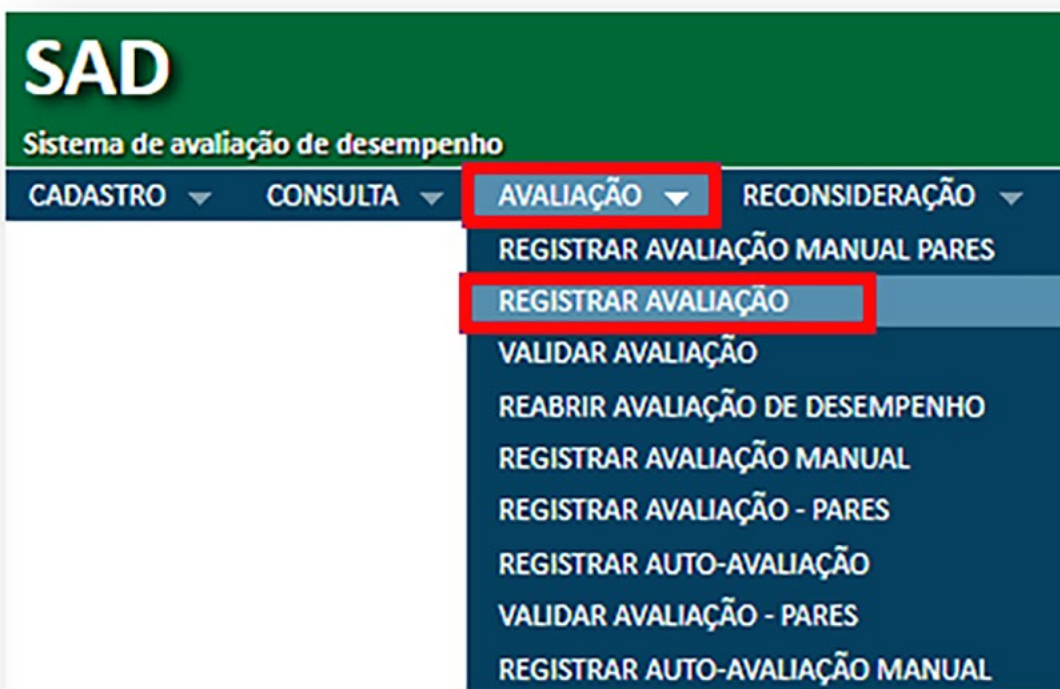 SAD
Sistema de avaliação de desempenho
CADASTRO CONSULTA AVALIAÇÃO RECONSIDERAÇÃO
REGISTRAR AVALIAÇÃO MANUAL PARES
REGISTRAR AVALIAÇÃO
VALIDAR AVALIAÇÃO
REABRIR AVALIAÇÃO DE DESEMPENHO
REGISTRAR AVALIAÇÃO MANUAL
REGISTRAR AVALIAÇÃO - PARES
REGISTRAR AUTO-AVALIAÇÃO
VALIDAR AVALIAÇÃO - PARES
REGISTRAR AUTO-AVALIAÇÃO MANUAL